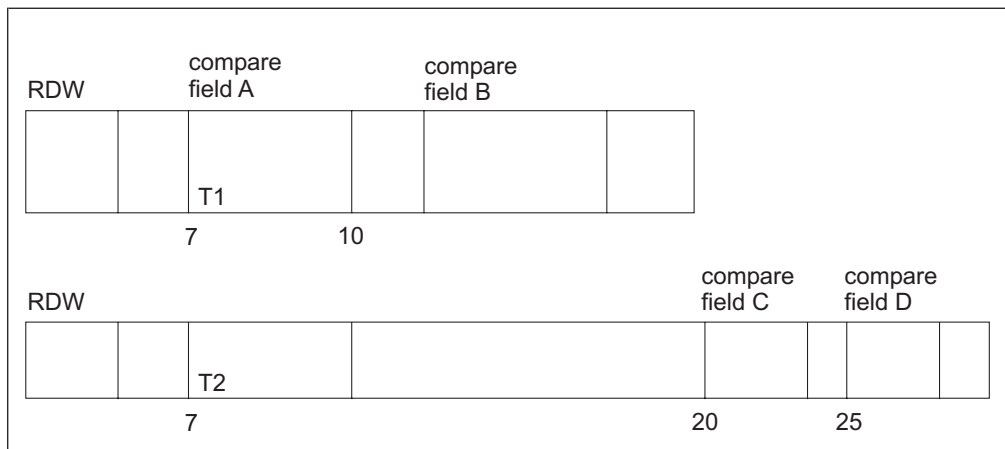 compare
field A
compare
field B
RDW
T1
7
10
compare
field C
compare
field D
RDW
T2
7
20
25